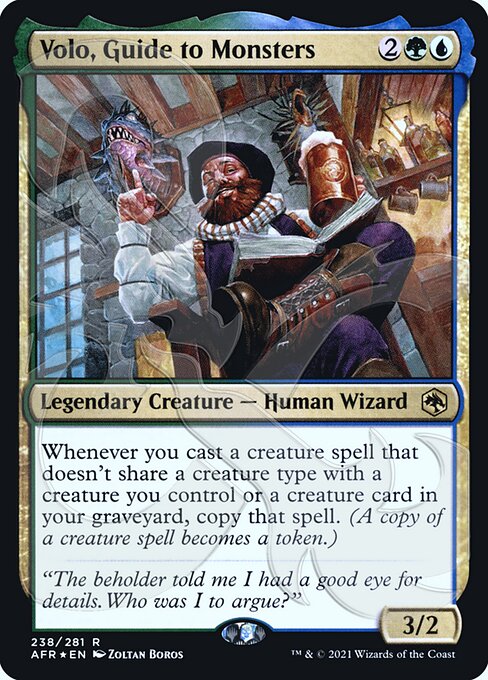 Volo, Guide to Monsters 2
Legendary Creature — Human Wizard
Whenever you cast a creature spell that
doesn't share a creature type with a
creature you control or a creature card in
your graveyard, copy that spell. (A copy of
a creature spell becomes a token.)
“The beholder told me I had a good eye for
details. Who was I to argue?”
3/2
238/281 R
AFR ★ EN Zoltan Boros
™ & © 2021 Wizards of the Coast